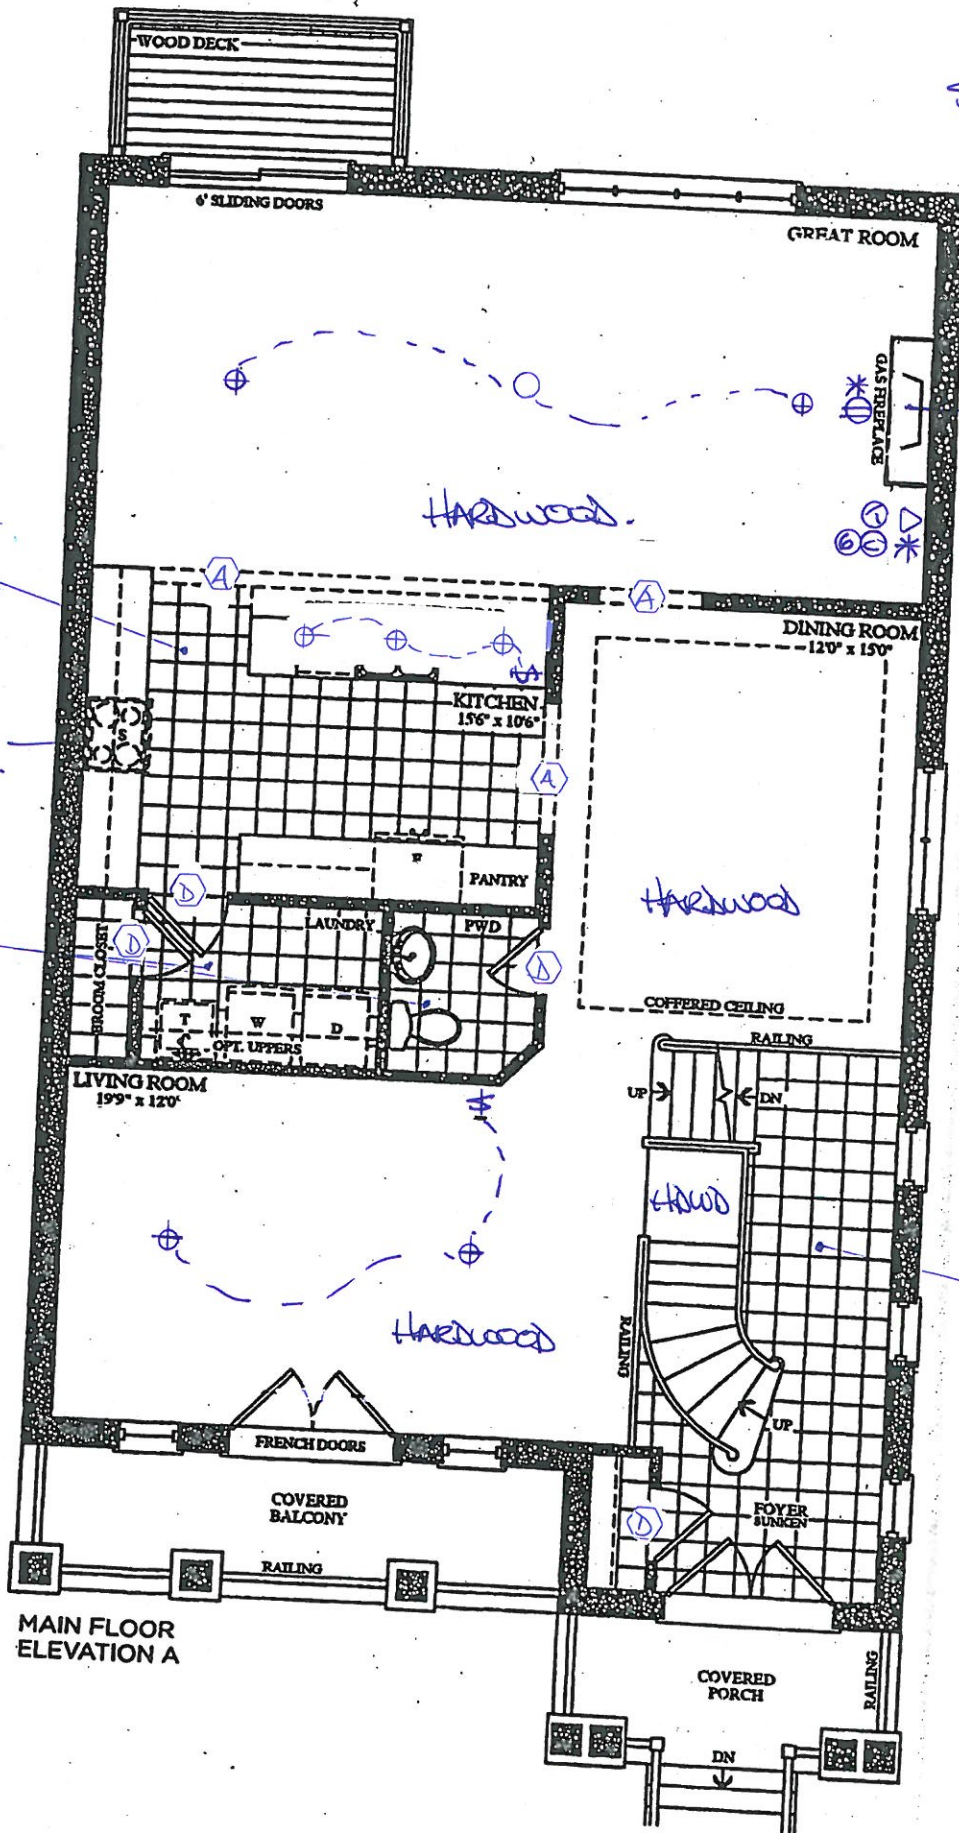 WOOD DECK
6' SLIDING DOORS
GREAT ROOM
GAS FIREPLACE
HARDWOOD.
6
A
A
DINING ROOM
12'0" x 15'0"
KITCHEN
15'6" x 10'6"
S
A
F
PANTRY
D
HARDWOOD
LAUNDRY
PWD
D
D
BROOM CLOSET
COFFERED CEILING
T
W
D
OPT. UPPERS
RAILING
LIVING ROOM
19'9" x 12'0"
UP
DN
HDWD
HARDWOOD
RAILING
UP
FRENCH DOORS
COVERED
BALCONY
FOYER
SUNKEN
D
RAILING
MAIN FLOOR
ELEVATION A
COVERED
PORCH
RAILING
DN